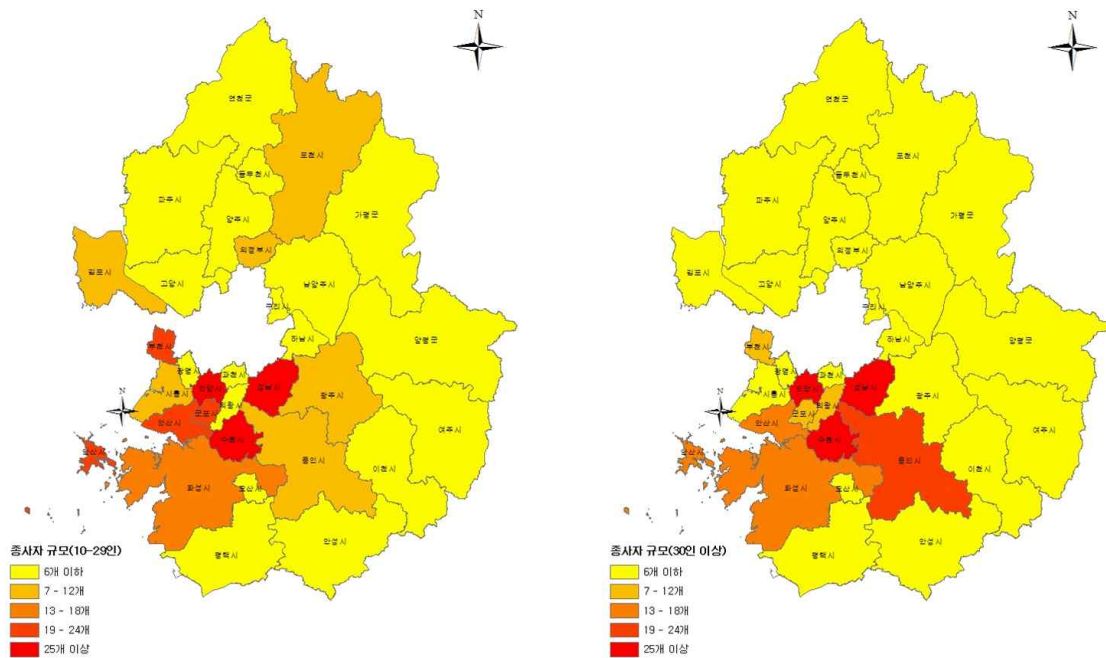 N
연천군
포천시
동두천시
파주시
양주시
가평군
의정부시
김포시
고양시
남양주시
구리시
하남시
양평군
부천시
광명시
과천시
시흥시
안양시
성남시
광주시
의왕시
군포시
안산시
N
수원시
여주시
용인시
이천시
안산시
화성시
오산시
평택시
안성시
종사자 규모(10-29인)
6개 이하
7 - 12개
13 - 18개
19 - 24개
25개 이상
N
연천군
포천시
동두천시
파주시
양주시
가평군
의정부시
김포시
고양시
남양주시
구리시
하남시
양평군
부천시
광명시
과천시
시흥시
안양시
성남시
광주시
의왕시
군포시
안산시
N
수원시
여주시
용인시
이천시
안산시
화성시
오산시
평택시
안성시
종사자 규모(30인 이상)
6개 이하
7 - 12개
13 - 18개
19 - 24개
25개 이상